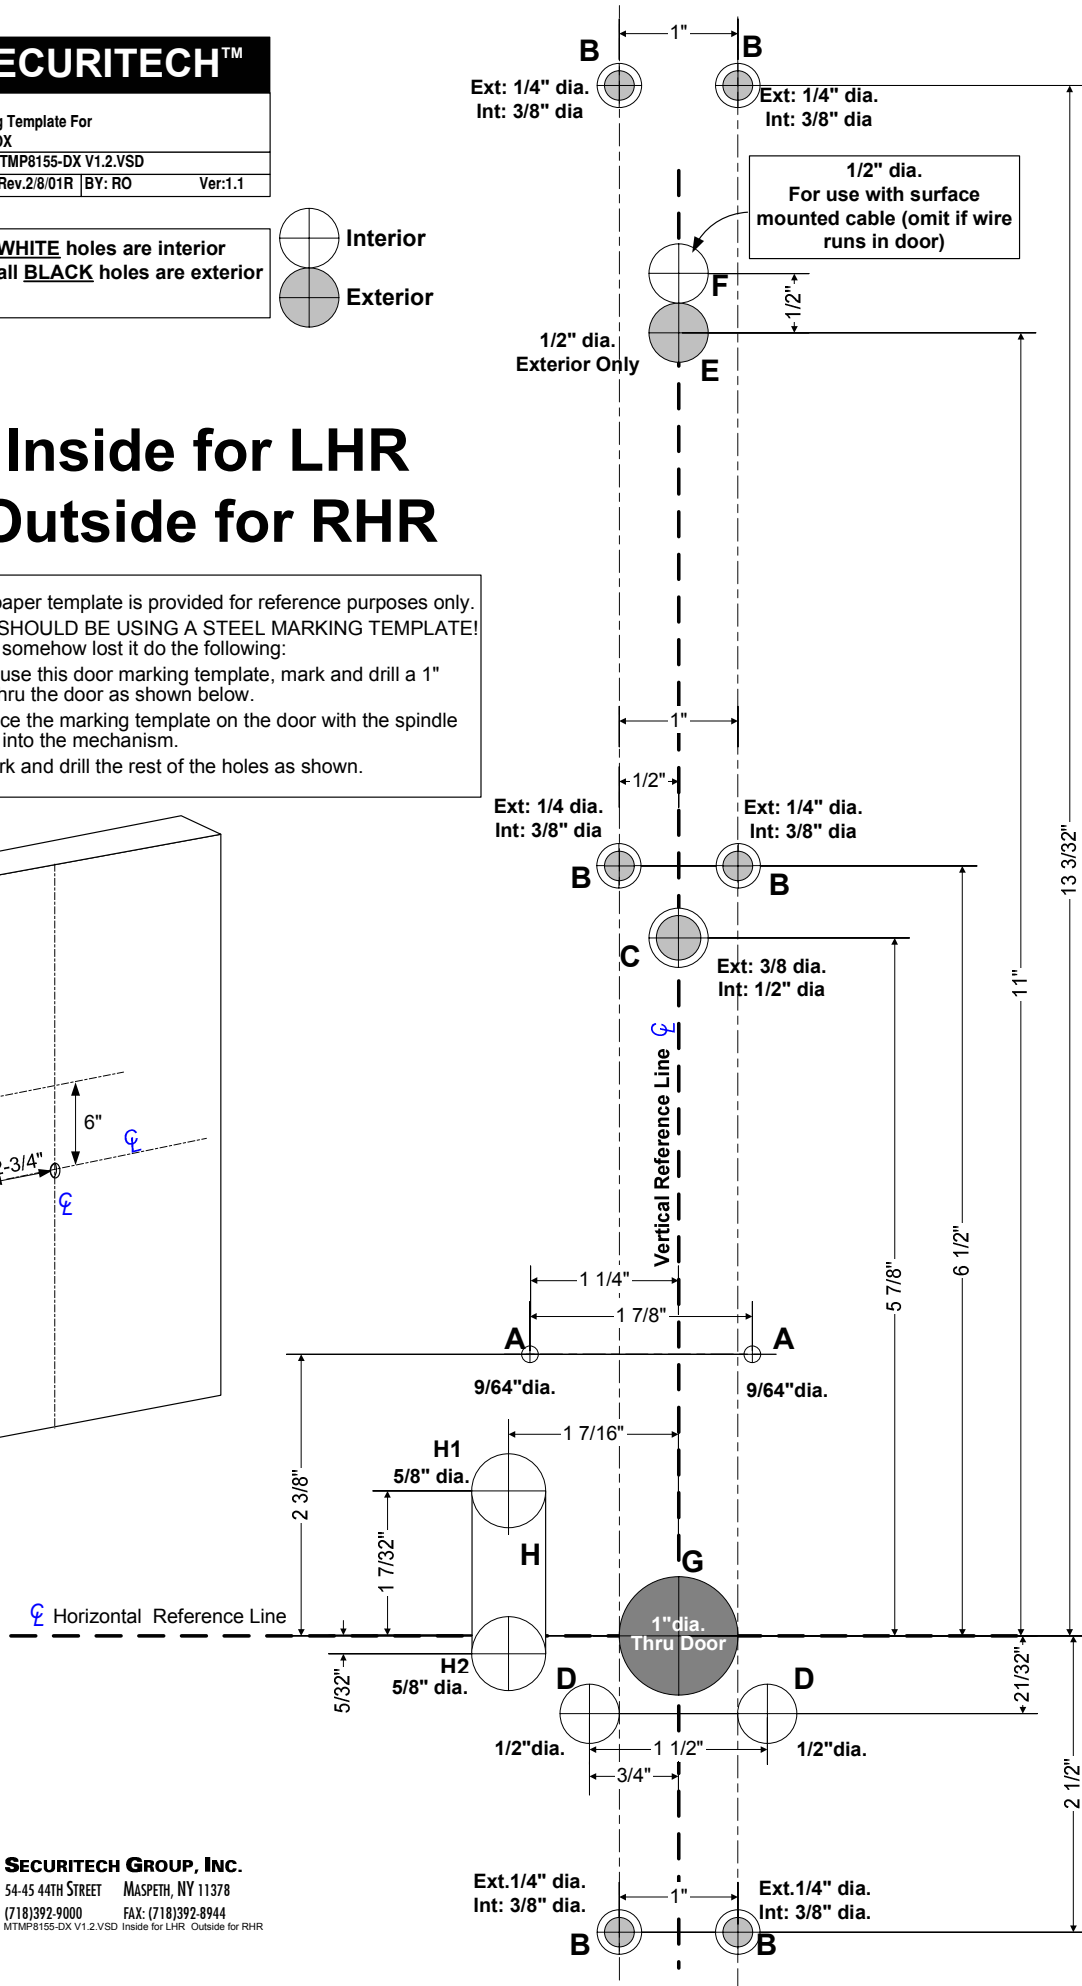 ECURITECH™
g Template For
DX
TMP8155-DX V1.2.VSD
Rev.2/8/01R BY: RO Ver:1.1
WHITE holes are interior
all BLACK holes are exterior
Interior
Exterior
Inside for LHR
Outside for RHR
paper template is provided for reference purposes only.
SHOULD BE USING A STEEL MARKING TEMPLATE!
somehow lost it do the following:
use this door marking template, mark and drill a 1"
hru the door as shown below.
ce the marking template on the door with the spindle
into the mechanism.
rk and drill the rest of the holes as shown.
6"
2-3/4"
℄
℄
1"
B
B
Ext: 1/4" dia.
Int: 3/8" dia
Ext: 1/4" dia.
Int: 3/8" dia
1/2" dia.
For use with surface
mounted cable (omit if wire
runs in door)
F
1/2"
1/2" dia.
Exterior Only
E
1"
1/2"
Ext: 1/4 dia.
Int: 3/8" dia
Ext: 1/4" dia.
Int: 3/8" dia
B
B
C
Ext: 3/8 dia.
Int: 1/2" dia
13 3/32"
11"
6 1/2"
5 7/8"
Vertical Reference Line ℄
1 1/4"
1 7/8"
A
A
9/64"dia.
9/64"dia.
1 7/16"
H1
5/8" dia.
2 3/8"
1 7/32"
H
G
1"dia.
Thru Door
℄ Horizontal Reference Line
5/32"
H2
5/8" dia.
D
D
21/32"
1/2"dia.
1 1/2"
1/2"dia.
3/4"
2 1/2"
Ext.1/4" dia.
Int: 3/8" dia.
1"
Ext.1/4" dia.
Int: 3/8" dia.
B
B
SECURITECH GROUP, INC.
54-45 44TH STREET MASPETH, NY 11378
(718)392-9000 FAX: (718)392-8944
MTMP8155-DX V1.2.VSD Inside for LHR Outside for RHR